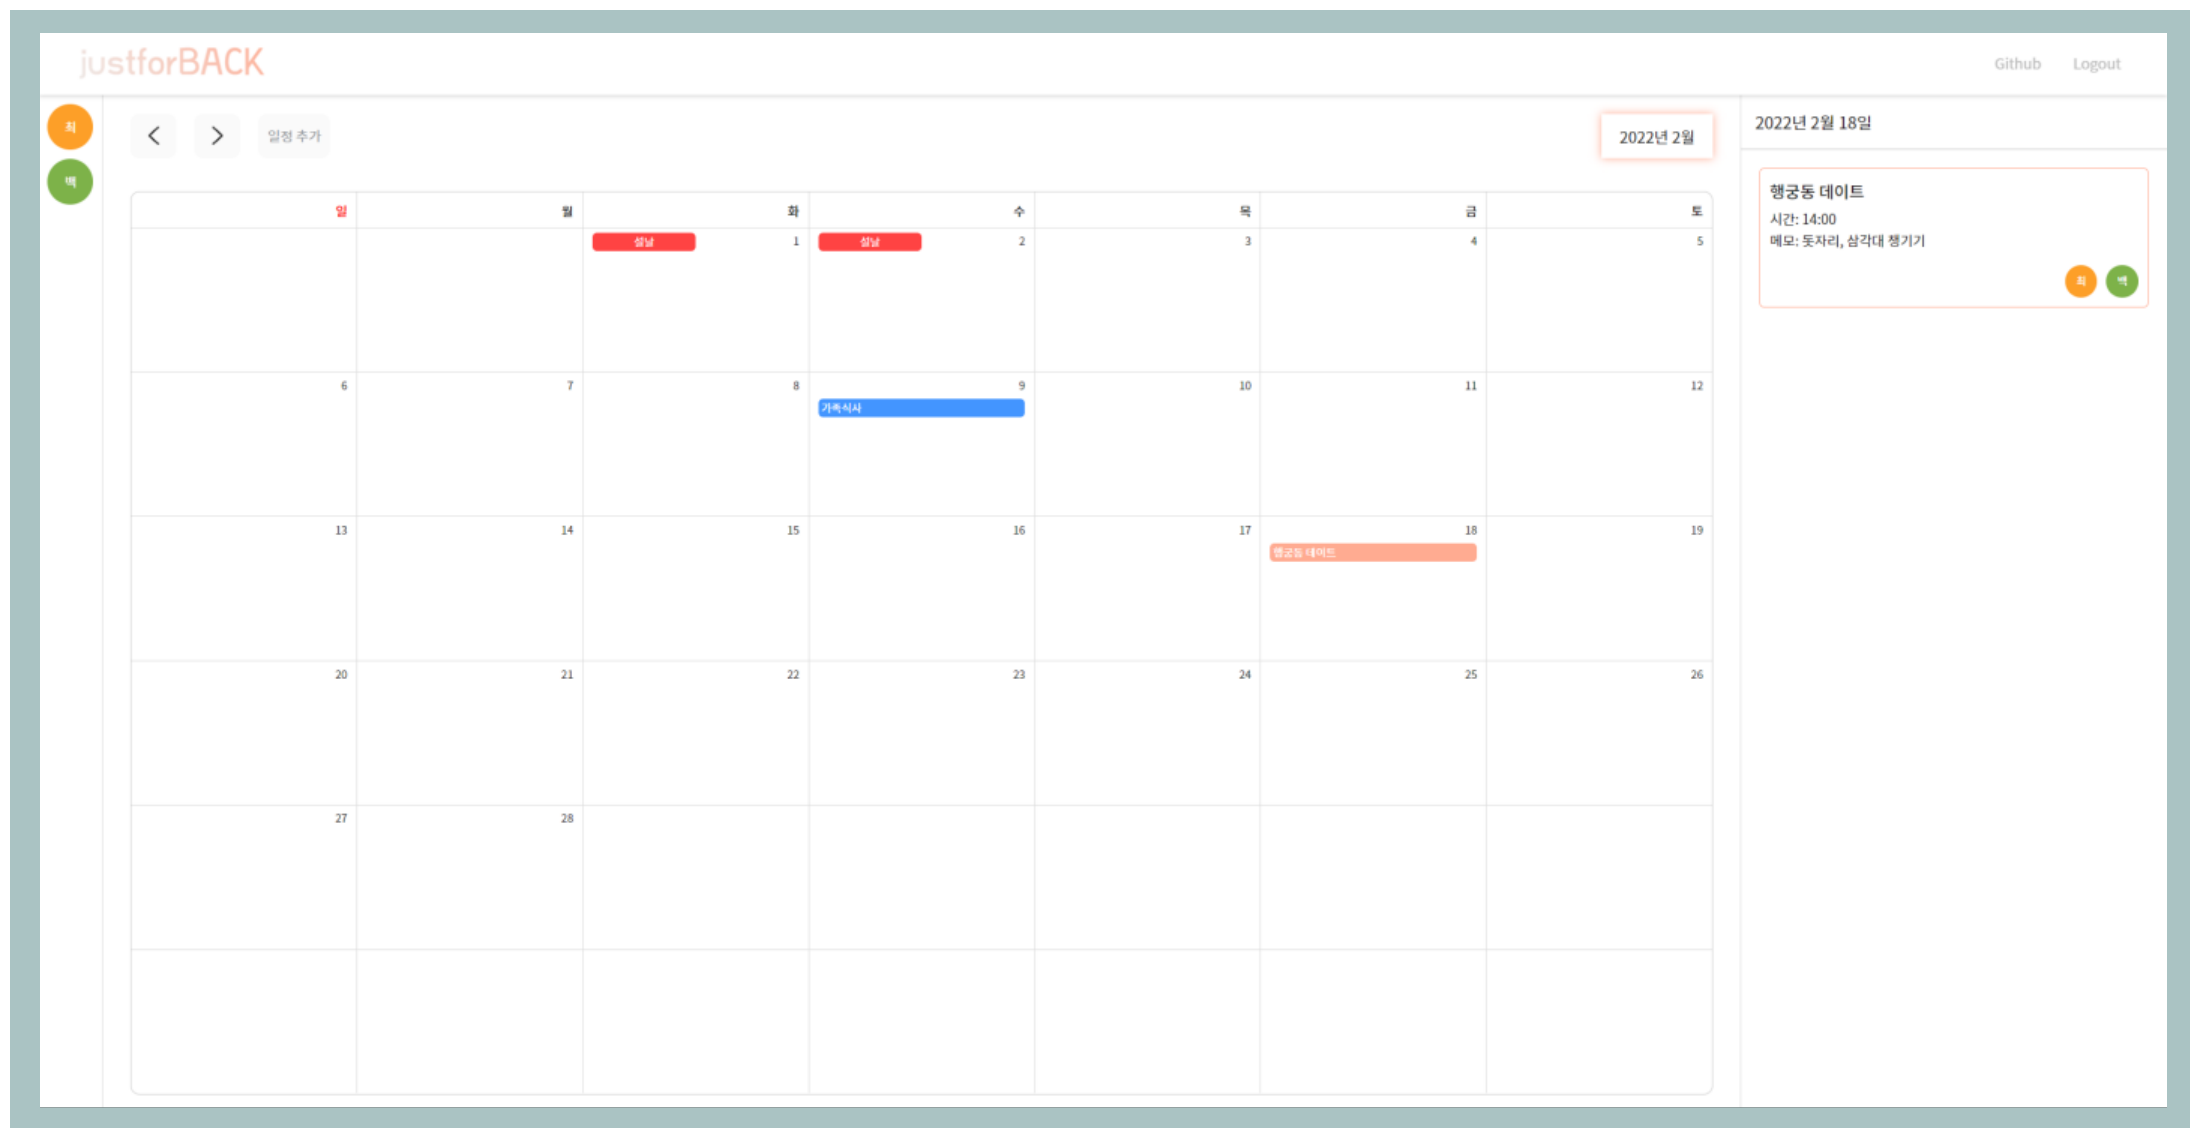 justforBACK
Github Logout
최
백
일정 추가
2022년 2월
일 월 화 수 목 금 토
설날 1 설날 2 3 4 5
6 7 8 9 10 11 12
가족식사
13 14 15 16 17 18 19
행궁동 데이트
20 21 22 23 24 25 26
27 28
2022년 2월 18일
행궁동 데이트
시간: 14:00
메모: 돗자리, 삼각대 챙기기
최 백